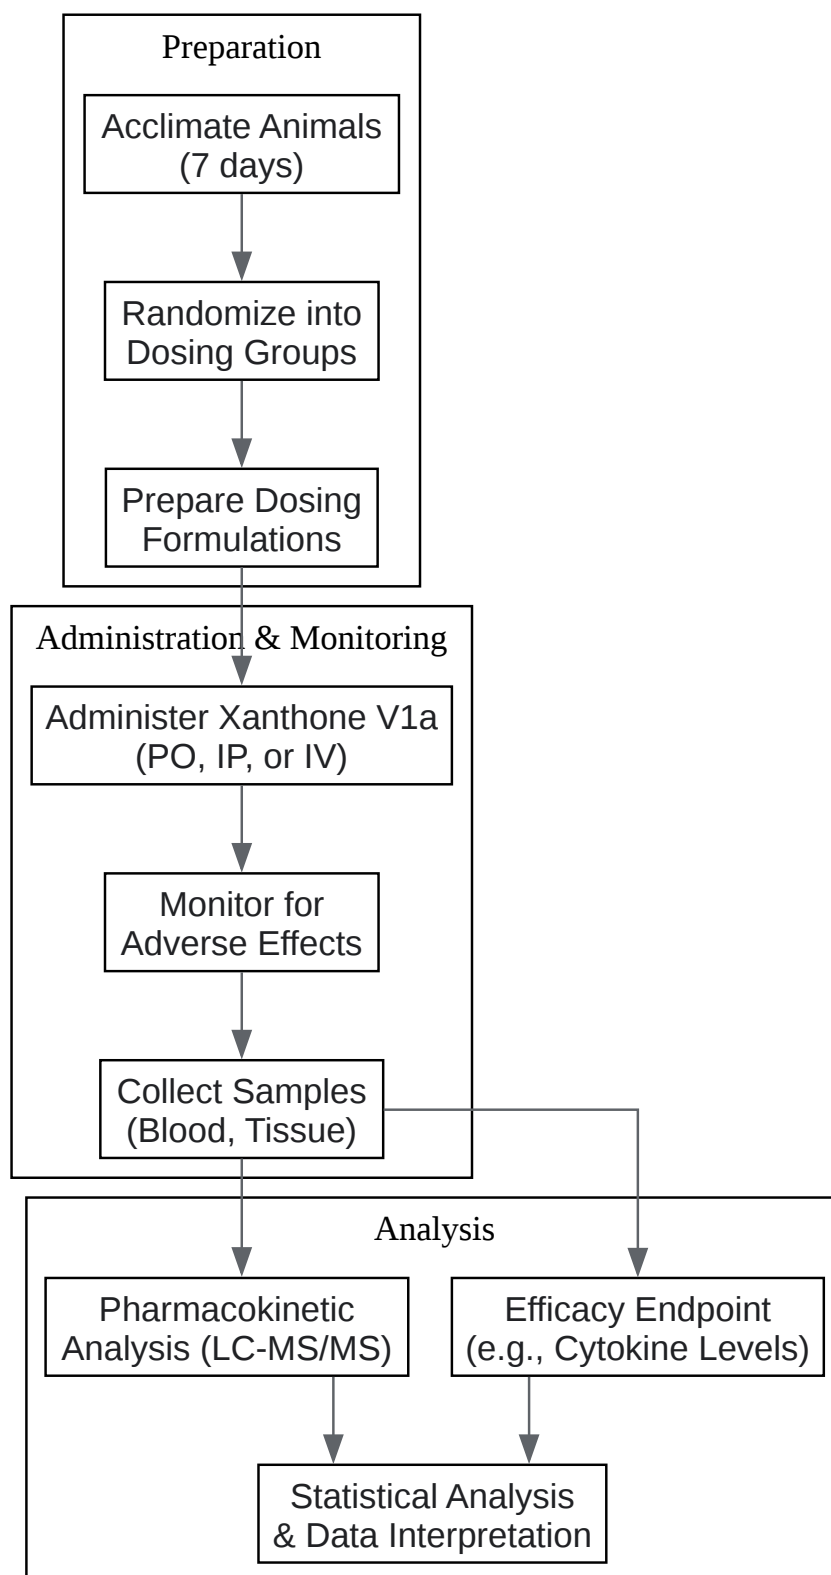 Preparation
Acclimate Animals
(7 days)
Randomize into
Dosing Groups
Prepare Dosing
Formulations
Administration & Monitoring
Administer Xanthone V1a
(PO, IP, or IV)
Monitor for
Adverse Effects
Collect Samples
(Blood, Tissue)
Analysis
Pharmacokinetic
Analysis (LC-MS/MS)
Efficacy Endpoint
(e.g., Cytokine Levels)
Statistical Analysis
& Data Interpretation